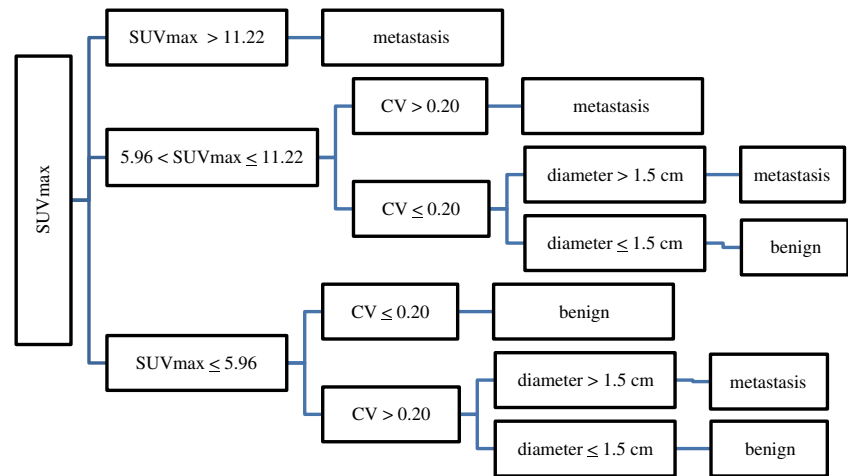 SUVmax
SUVmax > 11.22
metastasis
5.96 < SUVmax ≤ 11.22
CV > 0.20
metastasis
CV ≤ 0.20
diameter > 1.5 cm
metastasis
diameter ≤ 1.5 cm
benign
SUVmax ≤ 5.96
CV ≤ 0.20
benign
CV > 0.20
diameter > 1.5 cm
metastasis
diameter ≤ 1.5 cm
benign